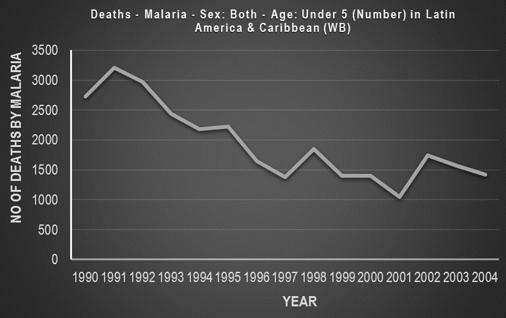 Deaths - Malaria - Sex: Both - Age: Under 5 (Number) in Latin
America & Caribbean (WB)
NO OF DEATHS BY MALARIA
3500
3000
2500
2000
1500
1000
500
0
1990 1991 1992 1993 1994 1995 1996 1997 1998 1999 2000 2001 2002 2003 2004
YEAR